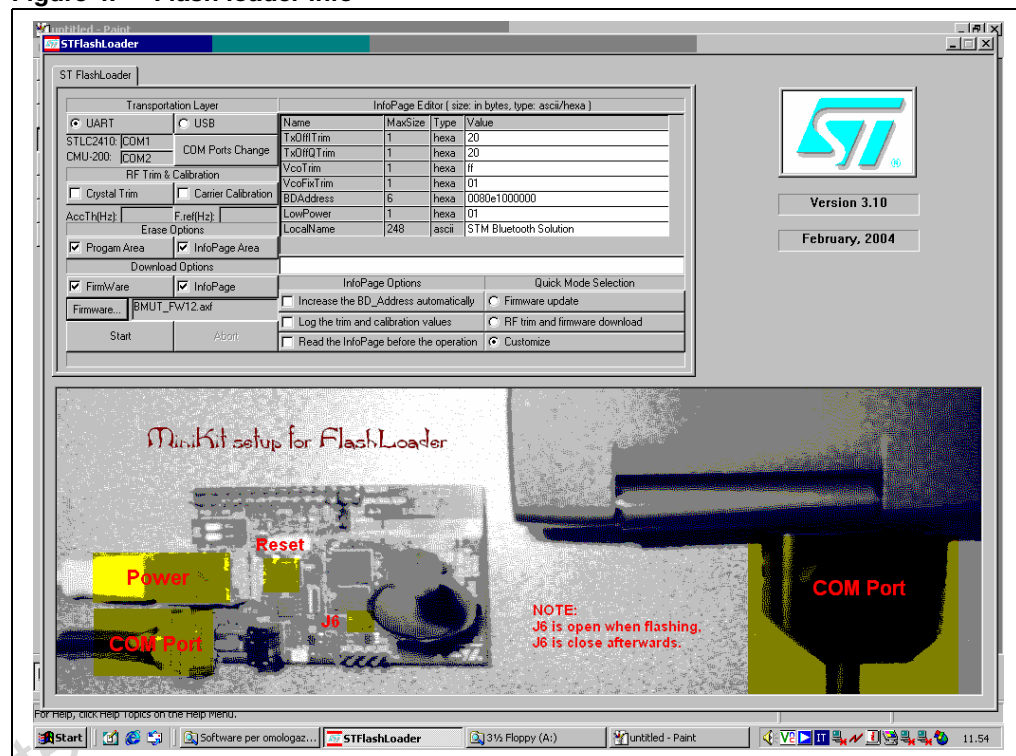 untitled - Paint
STFlashLoader
ST FlashLoader
Transportation Layer
UART
USB
STLC2410: COM1
CMU-200: COM2
COM Ports Change
RF Trim & Calibration
Crystal Trim
Carrier Calibration
AccTh(Hz):
F.ref(Hz):
Erase Options
Progam Area
InfoPage Area
Download Options
FirmWare
InfoPage
Firmware... BMUT_FW12.axf
Start
Abort
InfoPage Editor ( size: in bytes, type: ascii/hexa )
Name MaxSize Type Value
TxOffITrim 1 hexa 20
TxOffQTrim 1 hexa 20
VcoTrim 1 hexa ff
VcoFixTrim 1 hexa 01
BDAddress 6 hexa 0080e1000000
LowPower 1 hexa 01
LocalName 248 ascii STM Bluetooth Solution
InfoPage Options
Increase the BD_Address automatically
Log the trim and calibration values
Read the InfoPage before the operation
Quick Mode Selection
Firmware update
RF trim and firmware download
Customize
ST
Version 3.10
February, 2004
MiniKit setup for FlashLoader
Reset
Power
J6
COM Port
COM Port
NOTE:
J6 is open when flashing,
J6 is close afterwards.
For Help, click Help Topics on the Help Menu.
Start
Software per omologaz...
STFlashLoader
3½ Floppy (A:)
untitled - Paint
IT
11.54